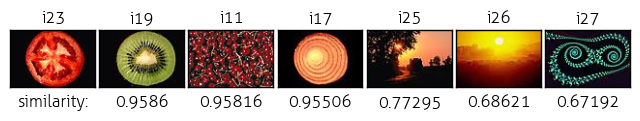 i23 i19 i11 i17 i25 i26 i27
similarity: 0.9586 0.95816 0.95506 0.77295 0.68621 0.67192